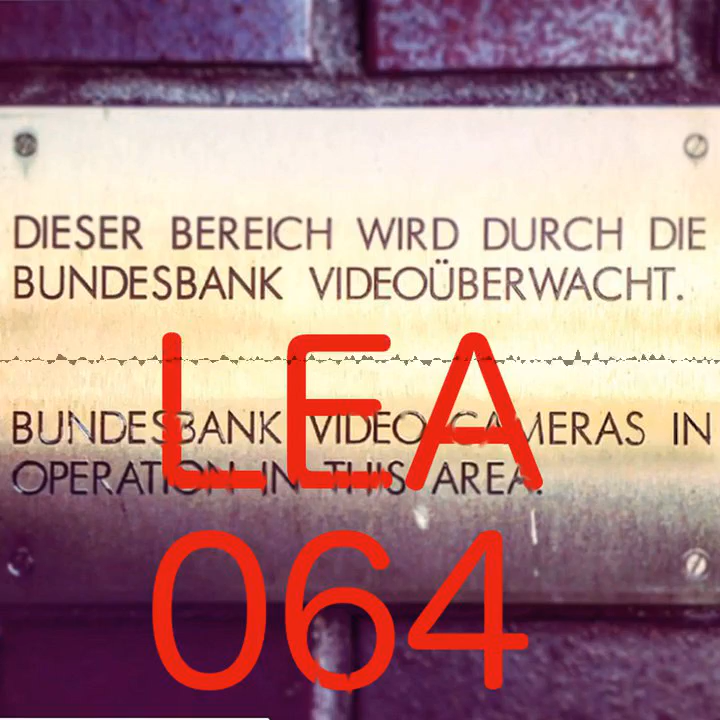 DIESER BEREICH WIRD DURCH DIE
BUNDESBANK VIDEOÜBERWACHT.
LEA
BUNDESBANK VIDEO CAMERAS IN
OPERATION IN THIS AREA.
064